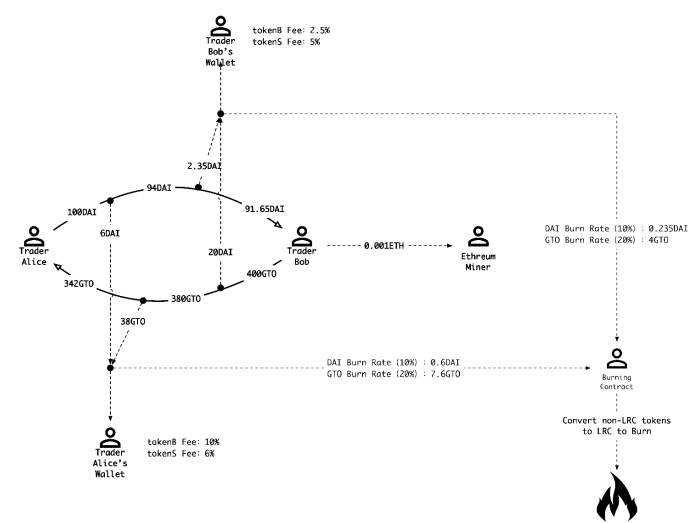 tokenB Fee: 2.5%
tokenS Fee: 5%
Trader
Bob's
Wallet
2.35DAI
94DAI
100DAI
91.65DAI
6DAI
DAI Burn Rate (10%) : 0.235DAI
GTO Burn Rate (20%) : 4GTO
Trader
Alice
20DAI
Trader
Bob
0.001ETH
Ethreum
Miner
342GTO
400GTO
380GTO
38GTO
DAI Burn Rate (10%) : 0.6DAI
GTO Burn Rate (20%) : 7.6GTO
Burning
Contract
Convert non-LRC tokens
to LRC to Burn
tokenB Fee: 10%
tokenS Fee: 6%
Trader
Alice's
Wallet